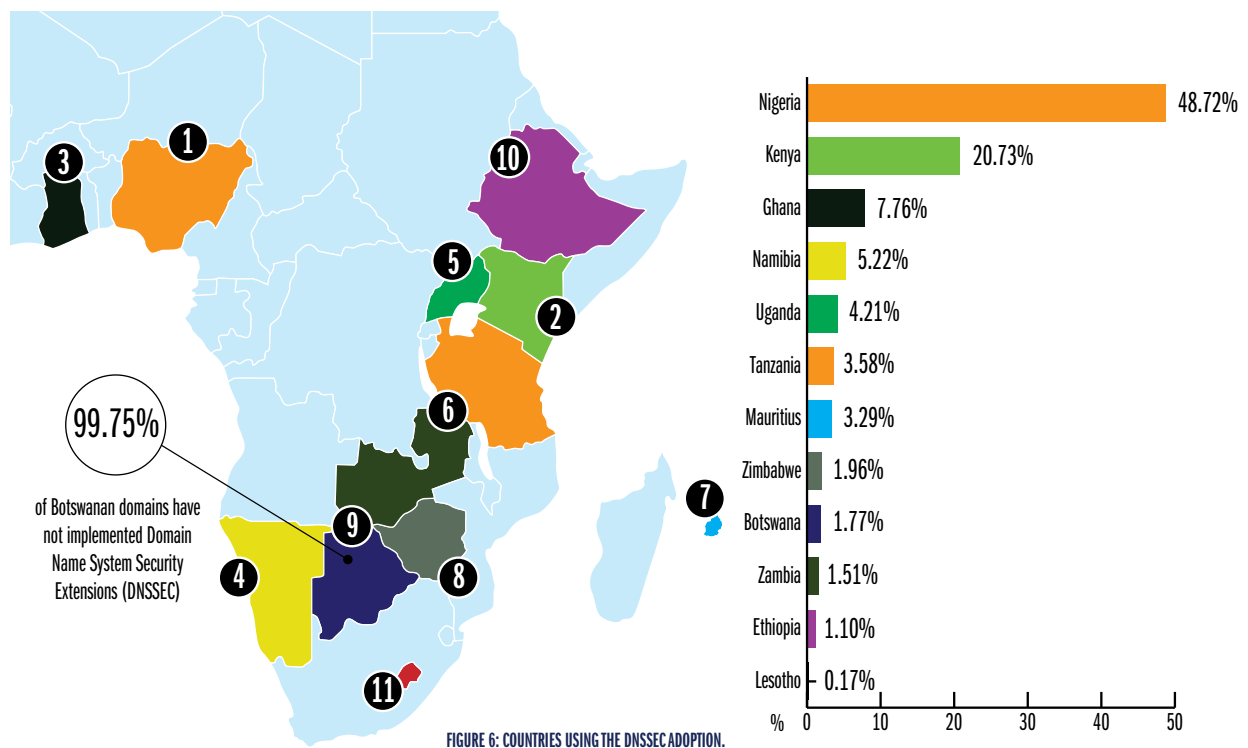 1
3
10
5
2
6
7
9
4
8
11
99.75%
of Botswanan domains have
not implemented Domain
Name System Security
Extensions (DNSSEC)
Nigeria 48.72%
Kenya 20.73%
Ghana 7.76%
Namibia 5.22%
Uganda 4.21%
Tanzania 3.58%
Mauritius 3.29%
Zimbabwe 1.96%
Botswana 1.77%
Zambia 1.51%
Ethiopia 1.10%
Lesotho 0.17%
% 0 10 20 30 40 50
FIGURE 6: COUNTRIES USING THE DNSSEC ADOPTION.